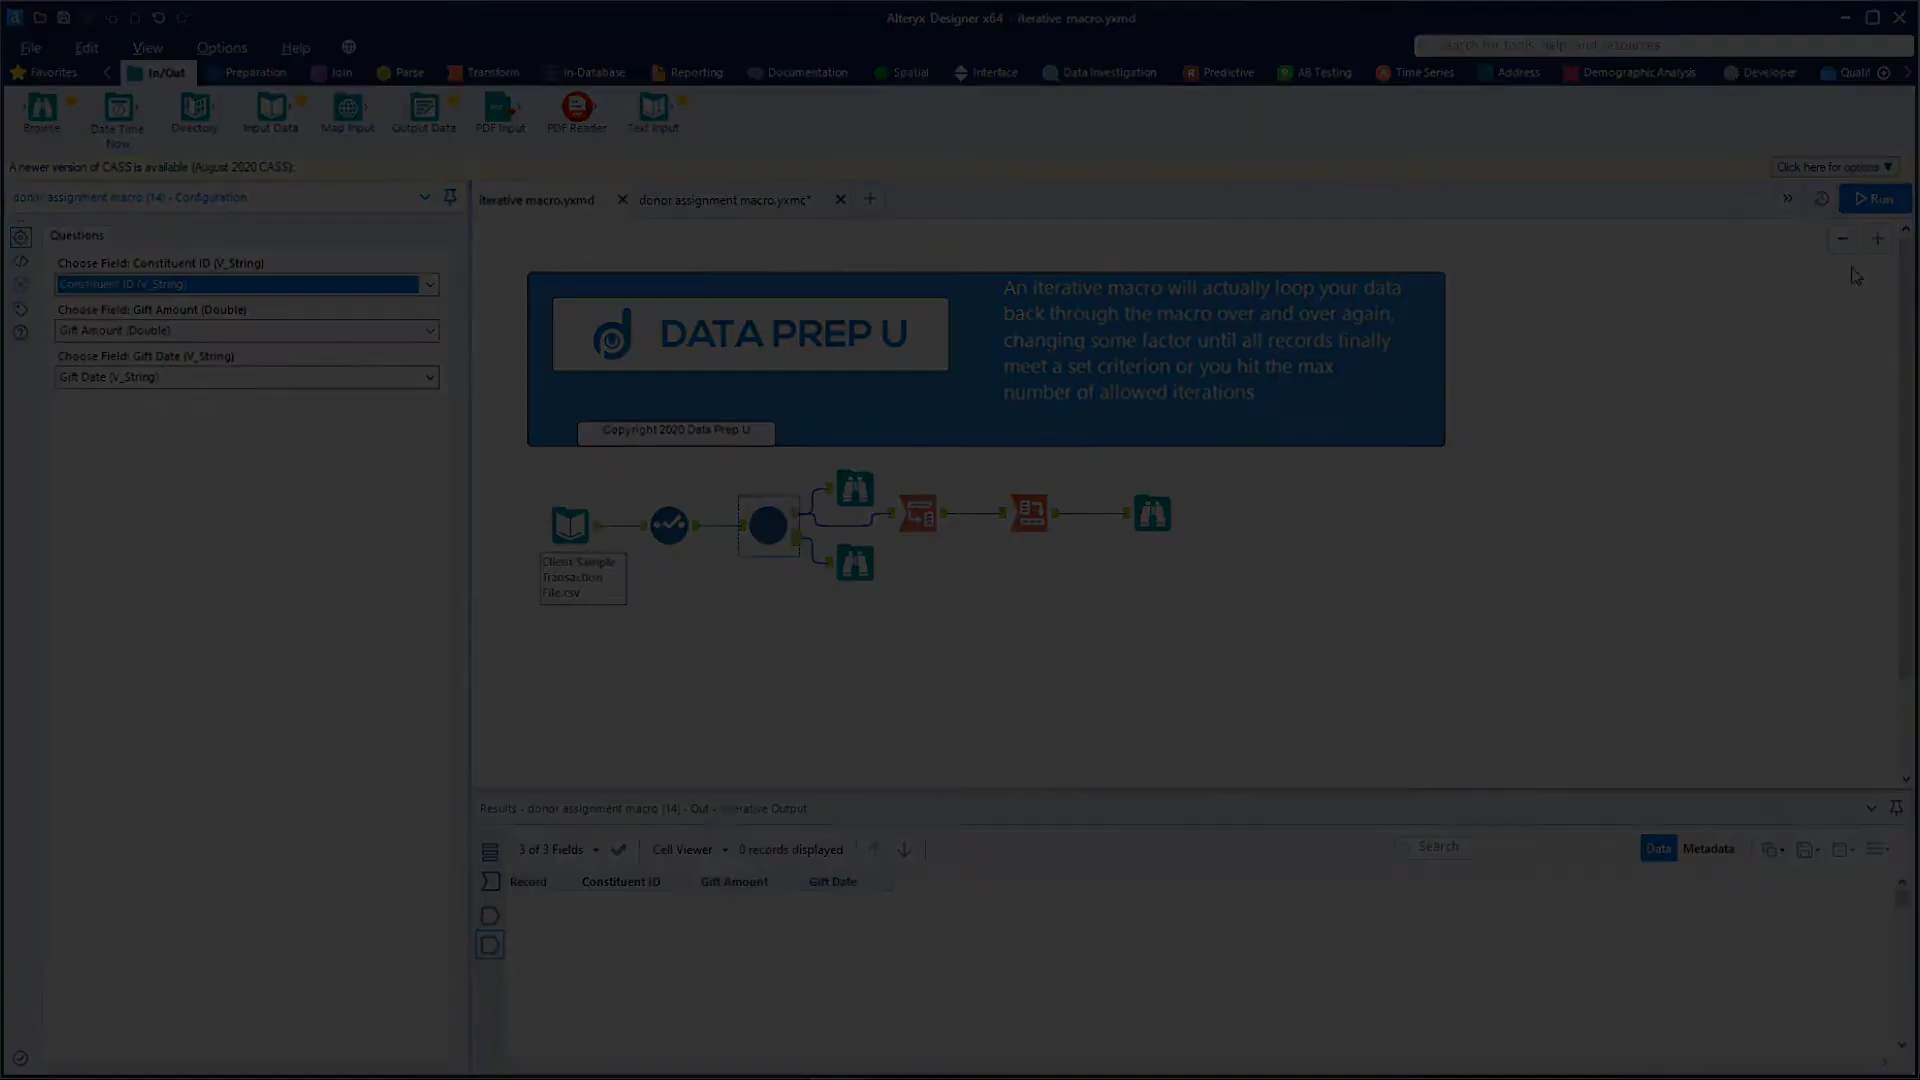 Alteryx Designer x64 - iterative macro.yxmd
File Edit View Options Help
Search for tools, help, and resources
Favorites In/Out Preparation Join Parse Transform In-Database Reporting Documentation Spatial Interface Data Investigation Predictive AB Testing Time Series Address Demographic Analysis Developer Qualif
Browse Date Time Now Directory Input Data Map Input Output Data PDF Input PDF Reader Text Input
A newer version of CASS is available (August 2020 CASS):
Click here for options
donor assignment macro (14) - Configuration
iterative macro.yxmd
donor assignment macro.yxmc*
Run
Questions
Choose Field: Constituent ID (V_String)
Constituent ID (V_String)
Choose Field: Gift Amount (Double)
Gift Amount (Double)
Choose Field: Gift Date (V_String)
Gift Date (V_String)
DATA PREP U
Copyright 2020 Data Prep U
An iterative macro will actually loop your data
back through the macro over and over again,
changing some factor until all records finally
meet a set criterion or you hit the max
number of allowed iterations
Client Sample
Transaction
File.csv
Results - donor assignment macro (14) - Out - Iterative Output
3 of 3 Fields Cell Viewer 0 records displayed
Search
Data Metadata
Record Constituent ID Gift Amount Gift Date